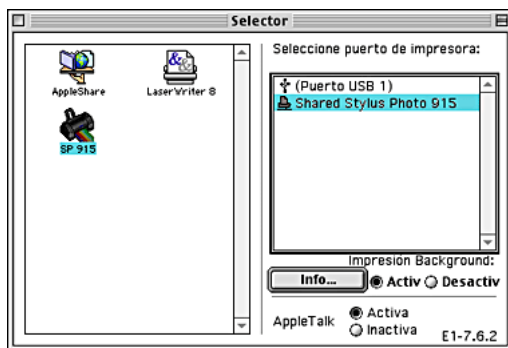 Selector
AppleShare
LaserWriter 8
SP 915
Seleccione puerto de impresora:
(Puerto USB 1)
Shared Stylus Photo 915
Impresión Background:
Info...
Activ
Desactiv
AppleTalk
Activa
Inactiva
E1-7.6.2